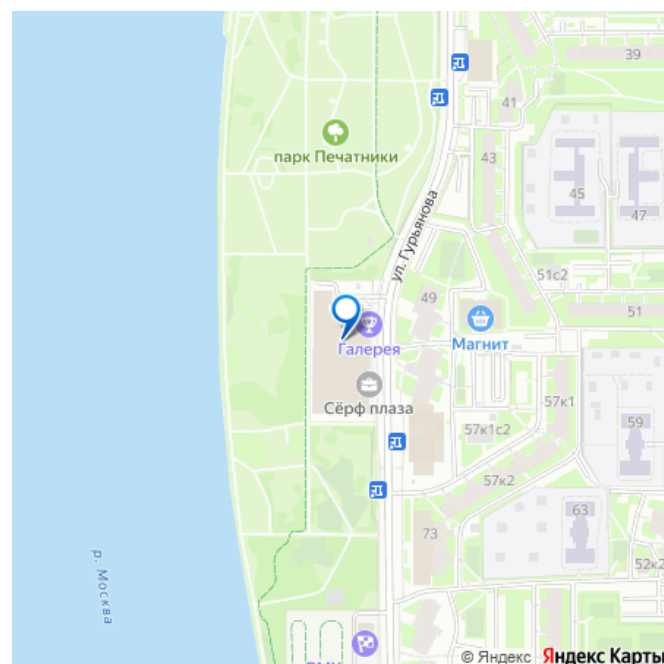 39
41
парк Печатники
43
45
47
ул. Гурьянова
51с2
49
51
Магнит
Галерея
Сёрф плаза
57к1
57к1с2
59
57к2
63
73
52к2
р. Москва
© Яндекс Яндекс Карты